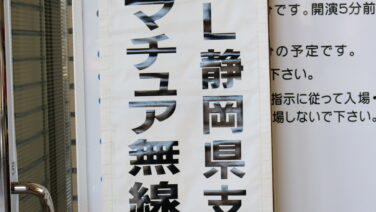 L静岡県支
マチュア無線
です。開演5分前
の予定です。
下さい。
指示に従って入場・
場しないで下さい。